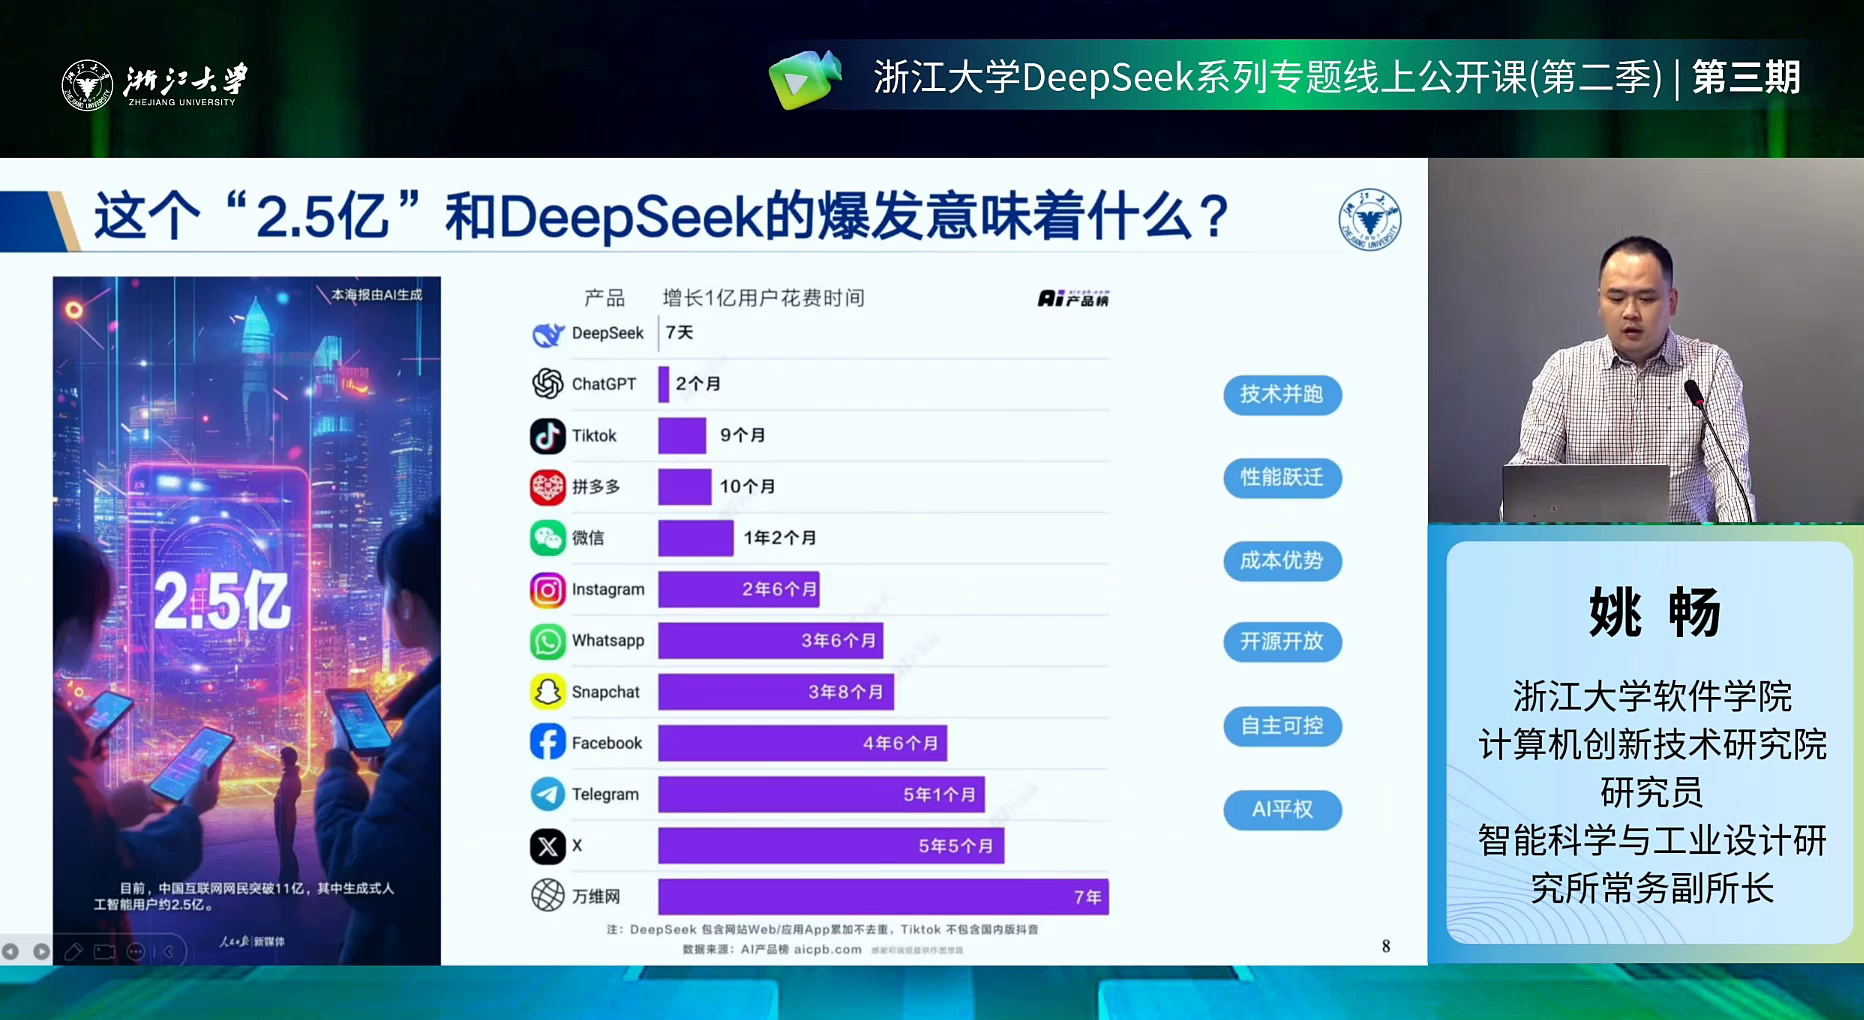 浙江大学
ZHEJIANG UNIVERSITY
浙江大学DeepSeek系列专题线上公开课(第二季) | 第三期
这个“2.5亿”和DeepSeek的爆发意味着什么？
本海报由AI生成
2.5亿
目前，中国互联网网民突破11亿，其中生成式人
工智能用户约2.5亿。
人民日报|新媒体
产品 增长1亿用户花费时间
Ai产品榜
aicpb.com
DeepSeek 7天
ChatGPT 2个月
Tiktok 9个月
拼多多 10个月
微信 1年2个月
Instagram 2年6个月
Whatsapp 3年6个月
Snapchat 3年8个月
Facebook 4年6个月
Telegram 5年1个月
X 5年5个月
万维网 7年
注：DeepSeek 包含网站Web/应用App累加不去重，Tiktok 不包含国内版抖音
数据来源：AI产品榜 aicpb.com
技术并跑
性能跃迁
成本优势
开源开放
自主可控
AI平权
8
姚 畅
浙江大学软件学院
计算机创新技术研究院
研究员
智能科学与工业设计研
究所常务副所长